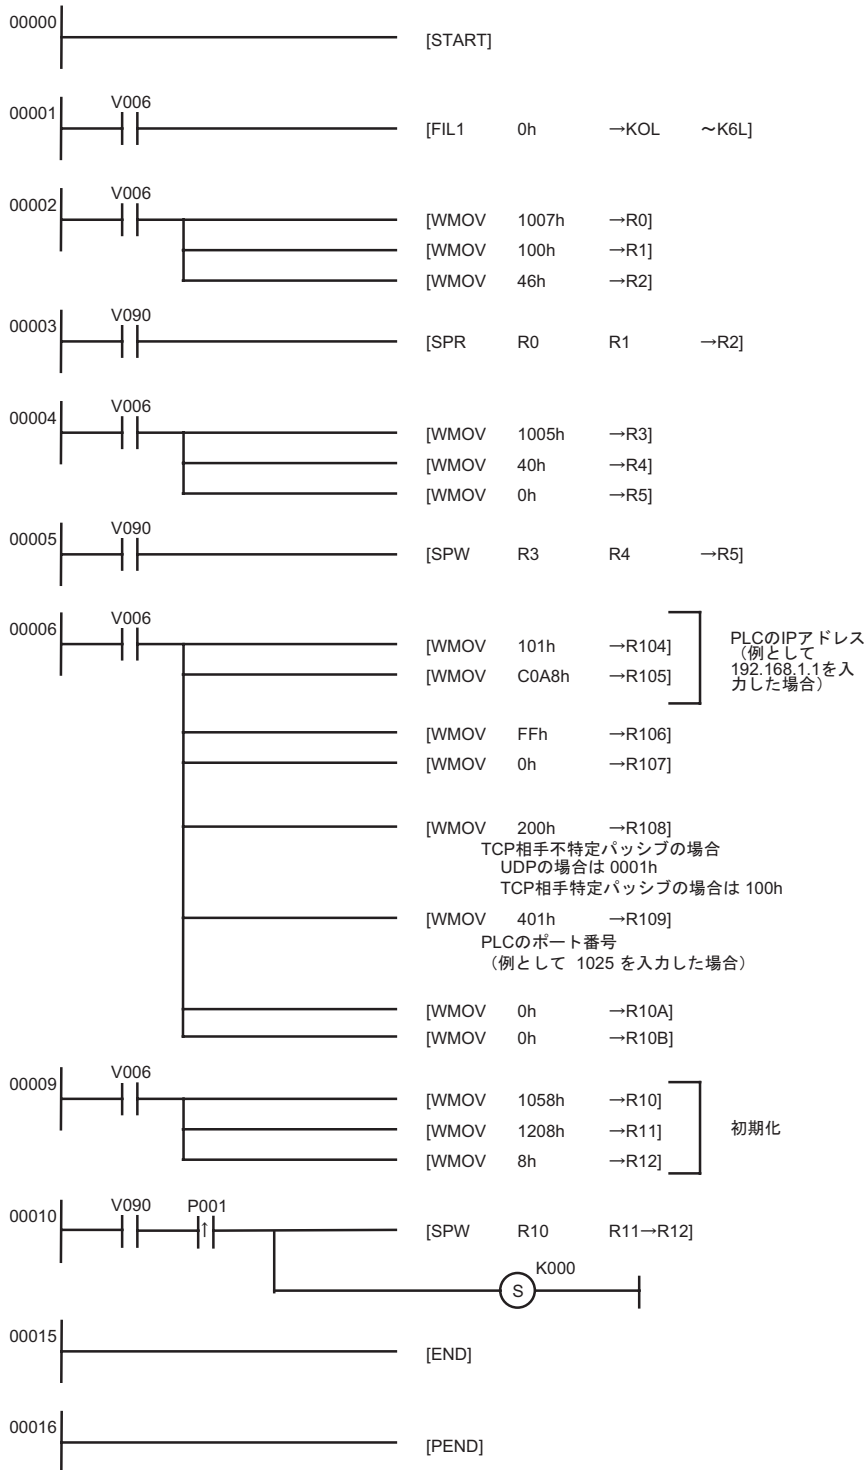 00000
[START]
00001
V006
[FIL1 0h →KOL ～K6L]
00002
V006
[WMOV 1007h →R0]
[WMOV 100h →R1]
[WMOV 46h →R2]
00003
V090
[SPR R0 R1 →R2]
00004
V006
[WMOV 1005h →R3]
[WMOV 40h →R4]
[WMOV 0h →R5]
00005
V090
[SPW R3 R4 →R5]
00006
V006
[WMOV 101h →R104]
[WMOV C0A8h →R105]
PLCのIPアドレス
（例として
192.168.1.1を入
力した場合）
[WMOV FFh →R106]
[WMOV 0h →R107]
[WMOV 200h →R108]
TCP相手不特定パッシブの場合
UDPの場合は 0001h
TCP相手特定パッシブの場合は 100h
[WMOV 401h →R109]
PLCのポート番号
（例として 1025 を入力した場合）
[WMOV 0h →R10A]
[WMOV 0h →R10B]
00009
V006
[WMOV 1058h →R10]
[WMOV 1208h →R11]
[WMOV 8h →R12]
初期化
00010
V090 P001
↑
[SPW R10 R11→R12]
K000
S
00015
[END]
00016
[PEND]